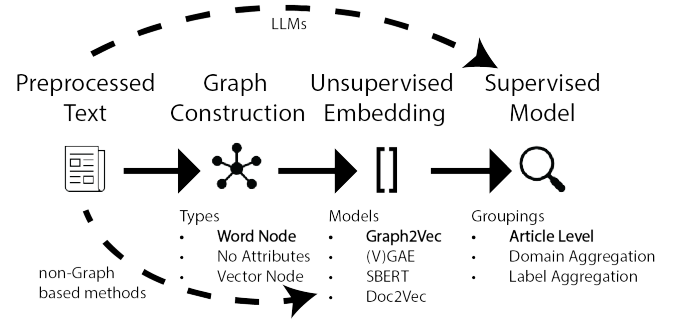 LLMs
Preprocessed
Text
Graph
Construction
Unsupervised
Embedding
Supervised
Model
[]
Types
• Word Node
• No Attributes
• Vector Node
Models
• Graph2Vec
• (V)GAE
• SBERT
• Doc2Vec
Groupings
• Article Level
• Domain Aggregation
• Label Aggregation
non-Graph
based methods